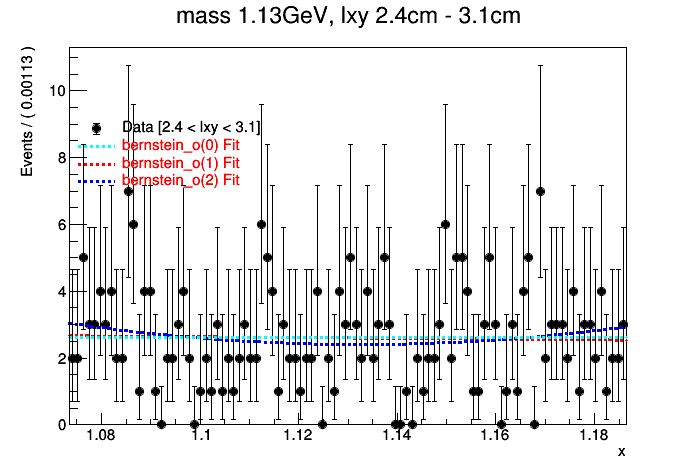 mass 1.13GeV, lxy 2.4cm - 3.1cm
Events / ( 0.00113 )
10
8
6
4
2
0
Data [2.4 < lxy < 3.1]
bernstein_o(0) Fit
bernstein_o(1) Fit
bernstein_o(2) Fit
1.08 1.1 1.12 1.14 1.16 1.18
x